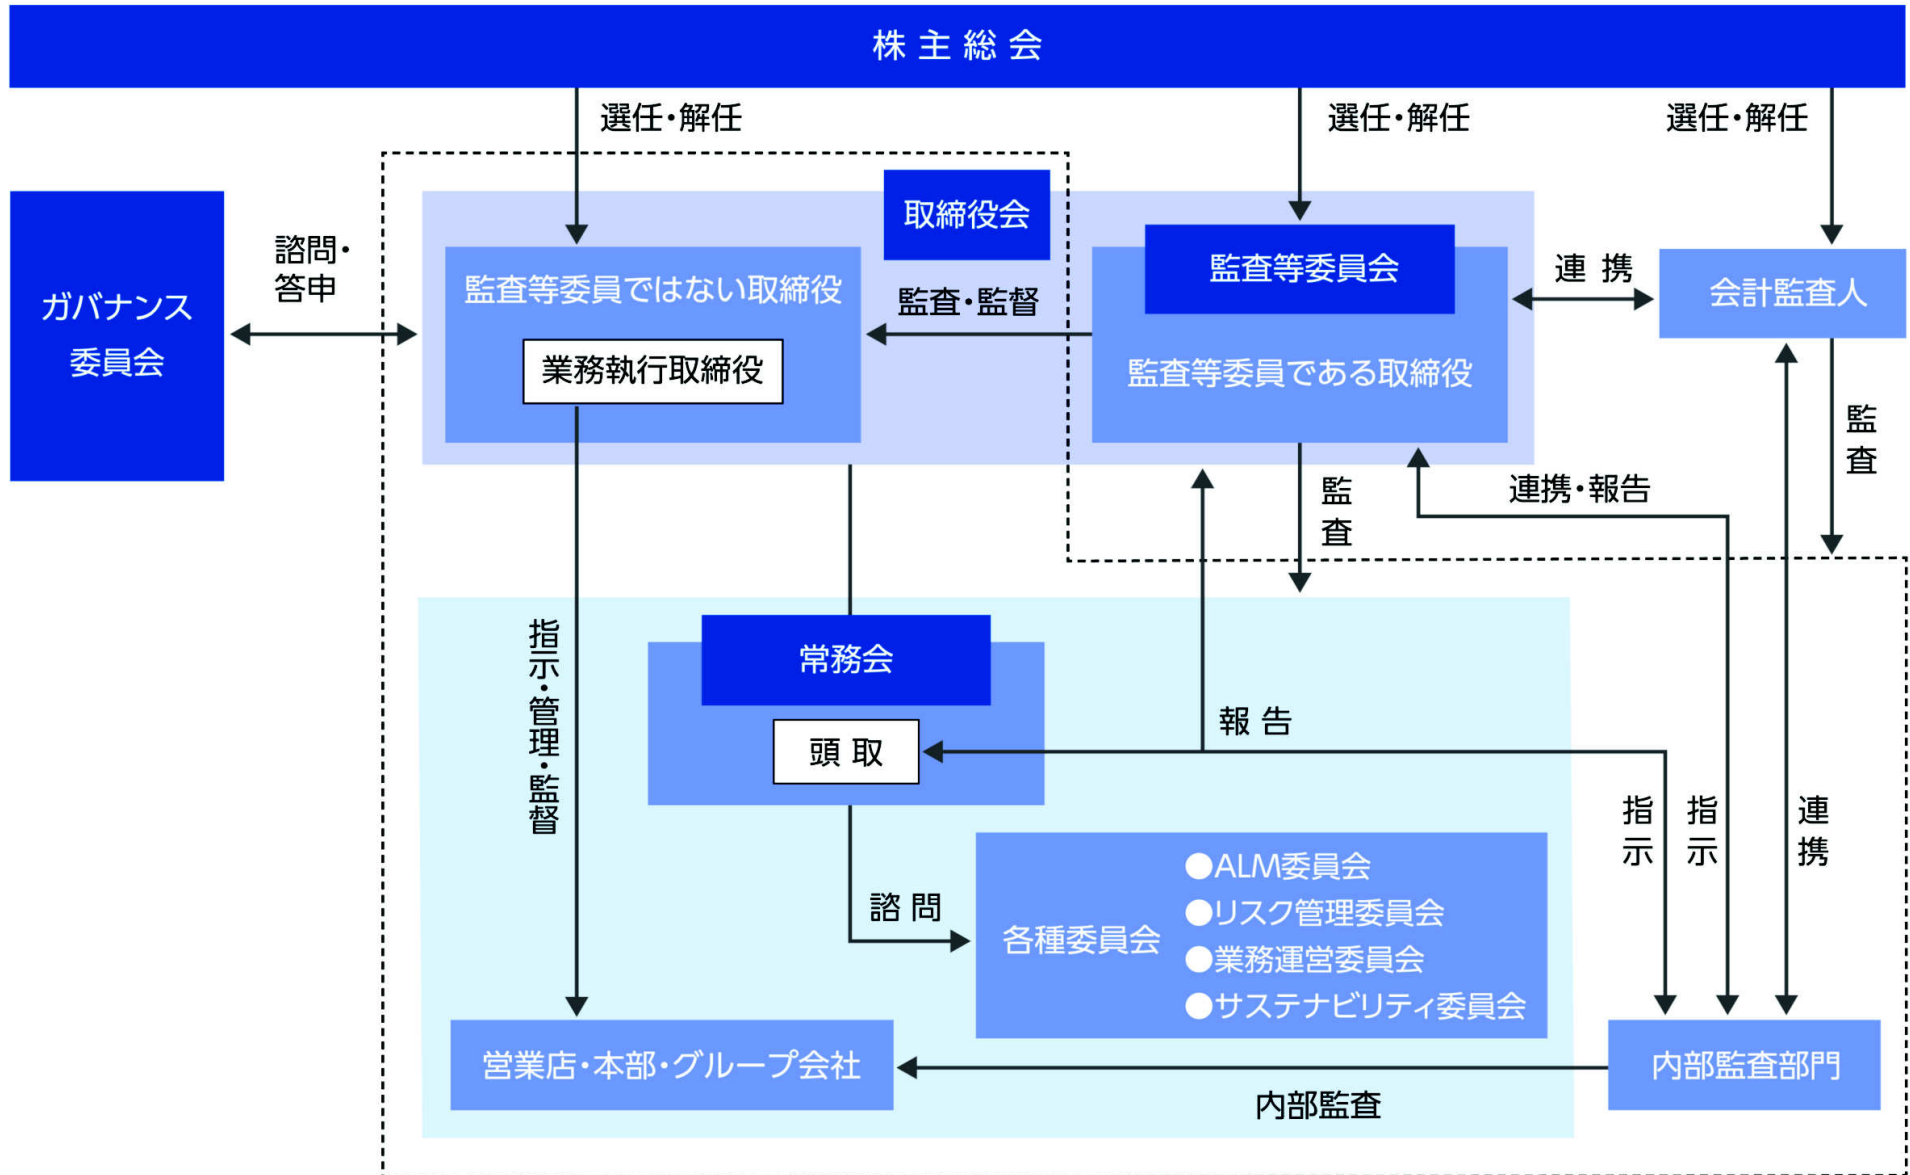 株主総会
選任・解任
選任・解任
選任・解任
取締役会
ガバナンス
委員会
諮問・
答申
監査等委員ではない取締役
業務執行取締役
監査・監督
監査等委員会
監査等委員である取締役
連携
会計監査人
監査
監査
連携・報告
指示・管理・監督
常務会
頭取
報告
指示
指示
連携
諮問
各種委員会
●ALM委員会
●リスク管理委員会
●業務運営委員会
●サステナビリティ委員会
営業店・本部・グループ会社
内部監査
内部監査部門